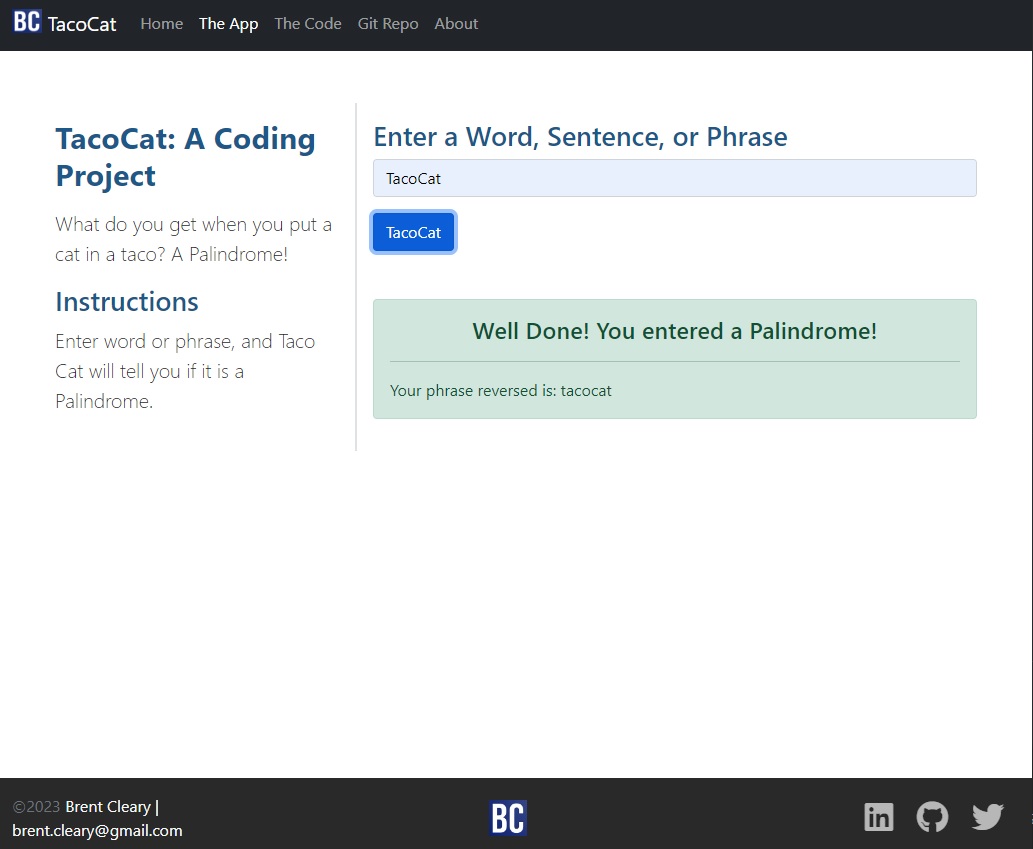 BC TacoCat Home The App The Code Git Repo About
TacoCat: A Coding
Project
What do you get when you put a
cat in a taco? A Palindrome!
Instructions
Enter word or phrase, and Taco
Cat will tell you if it is a
Palindrome.
Enter a Word, Sentence, or Phrase
TacoCat
TacoCat
Well Done! You entered a Palindrome!
Your phrase reversed is: tacocat
©2023 Brent Cleary |
brent.cleary@gmail.com
BC
in